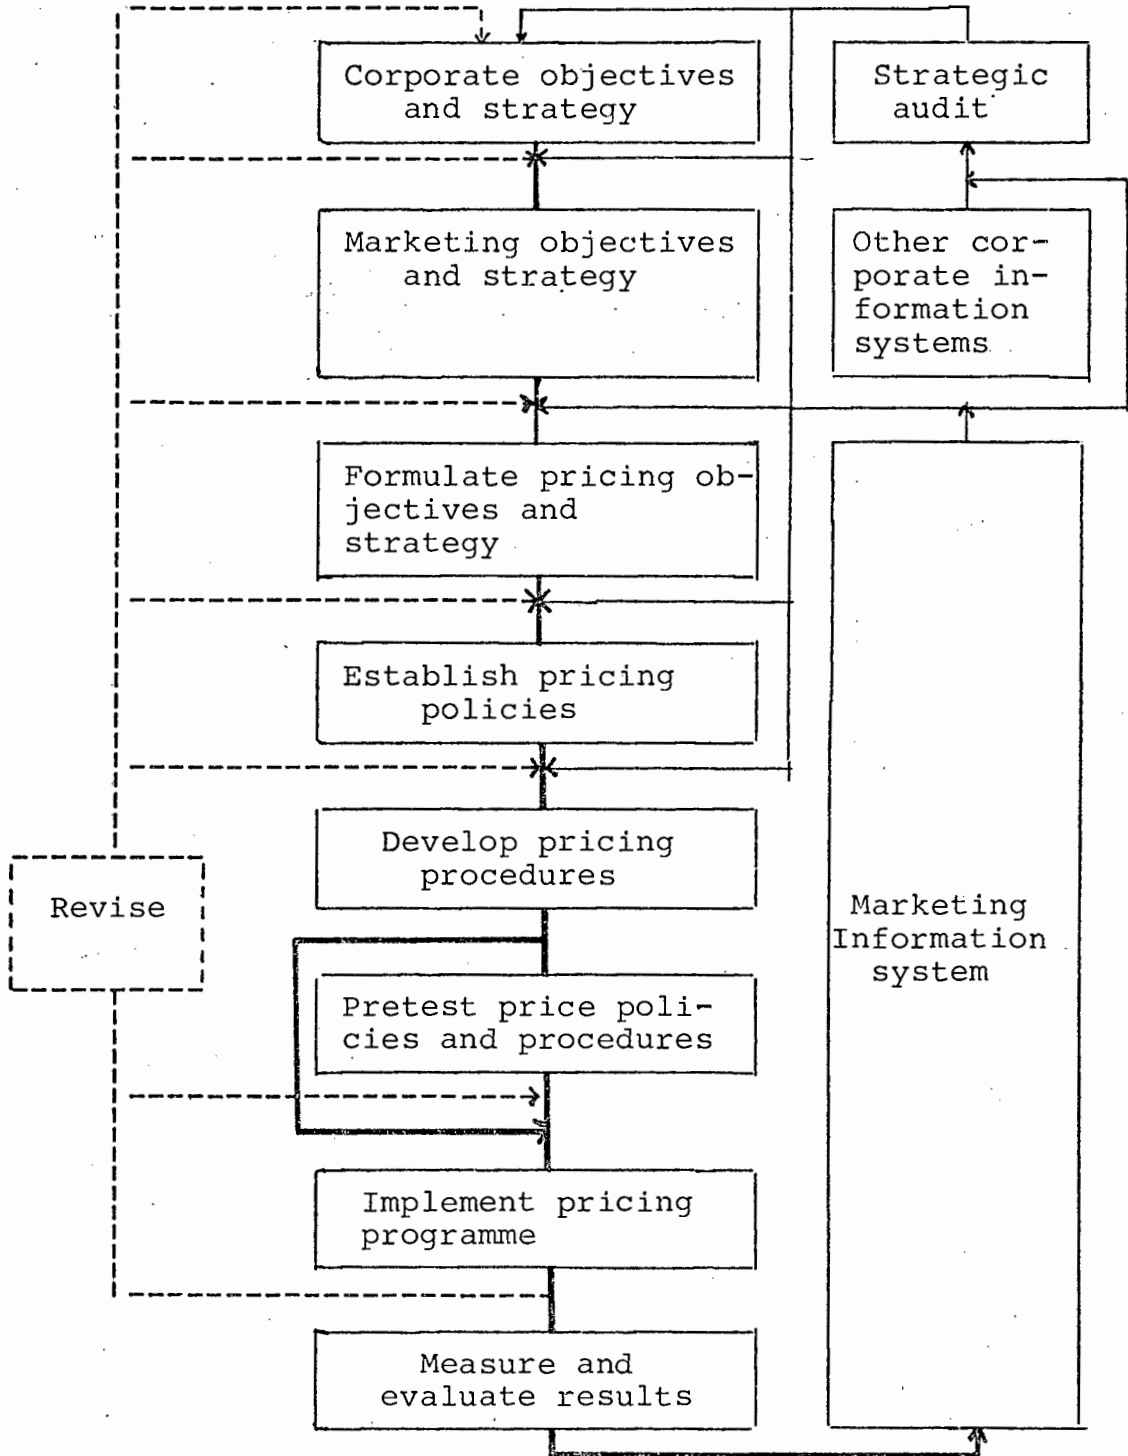 Corporate objectives
and strategy
Strategic
audit
Marketing objectives
and strategy
Other cor-
porate in-
formation
systems
Formulate pricing ob-
jectives and
strategy
Establish pricing
policies
Develop pricing
procedures
Revise
Marketing
Information
system
Pretest price poli-
cies and procedures
Implement pricing
programme
Measure and
evaluate results